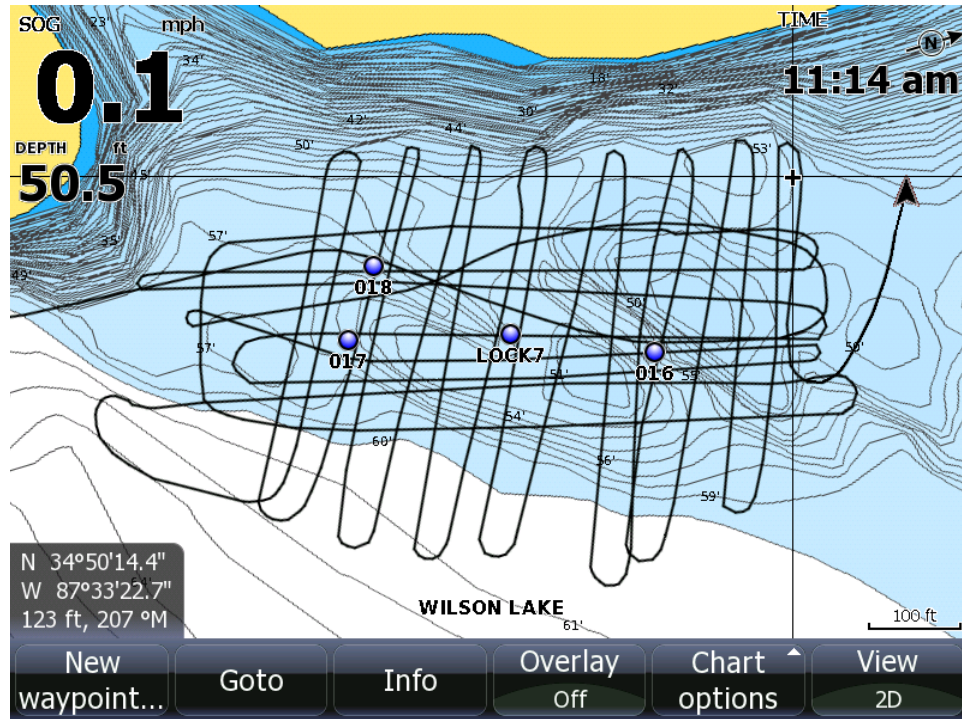 SOG mph
0.1
DEPTH ft
50.5
TIME
11:14 am
N
23'
34'
42'
44'
30'
18'
32'
53'
50'
45'
35'
49'
57'
018
50'
57'
017
LOCK7
016
51'
55'
54'
60'
56'
59'
N 34°50'14.4"
W 87°33'22.7"
123 ft, 207 °M
WILSON LAKE
61'
100 ft
New waypoint...
Goto
Info
Overlay
Off
Chart options
View
2D